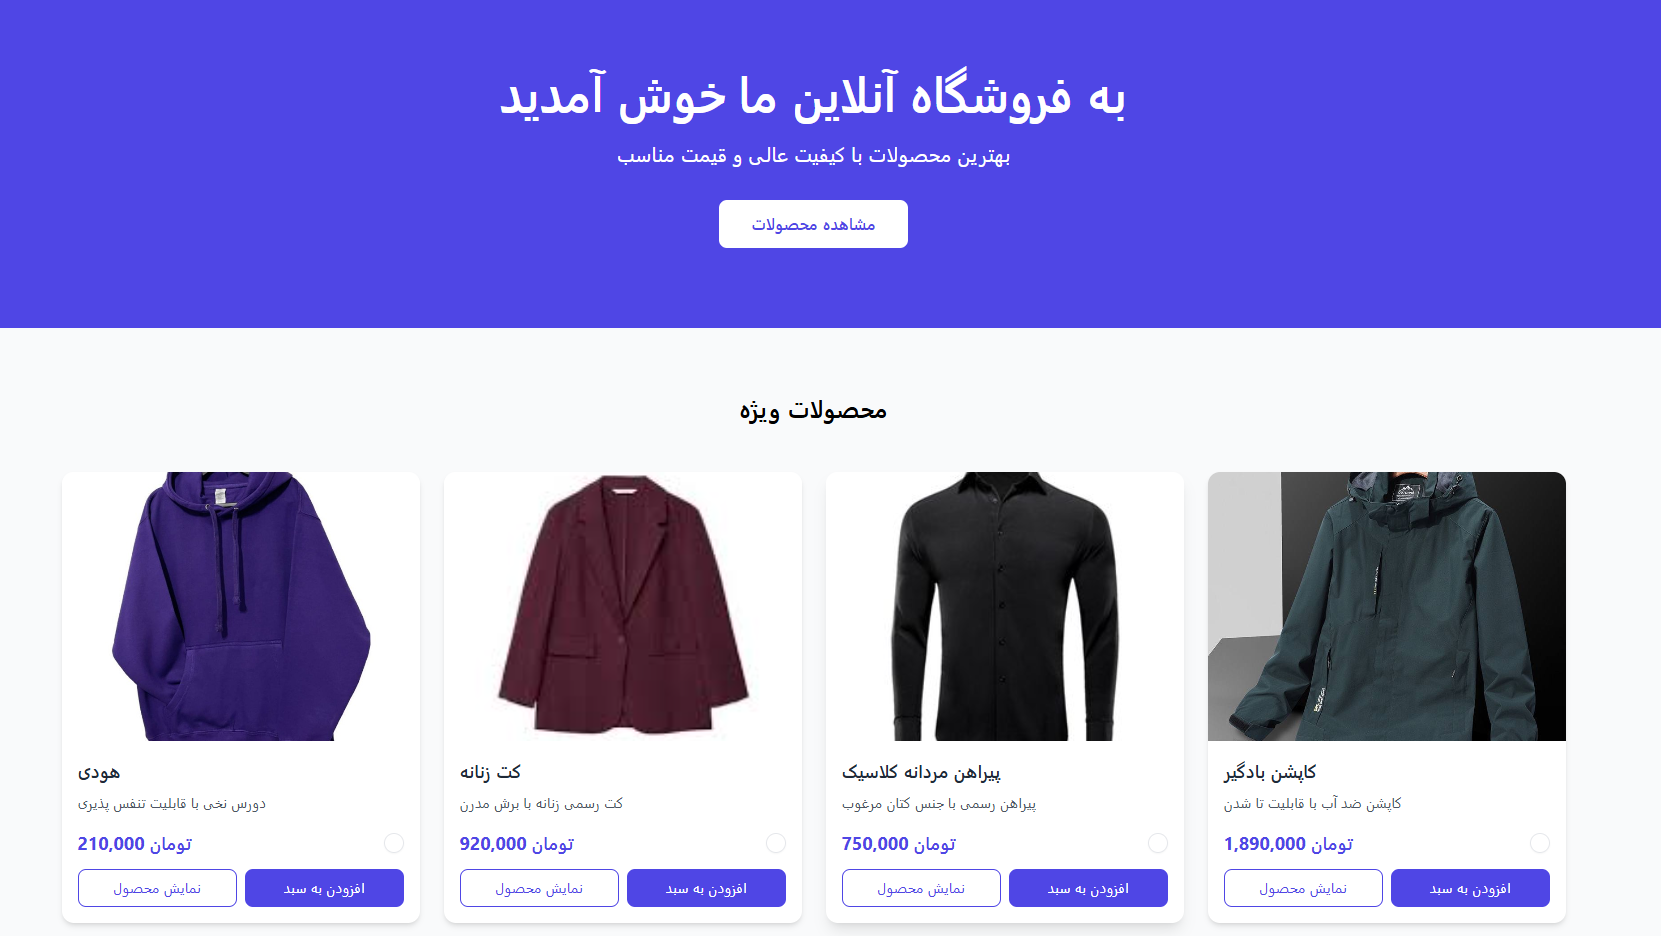 به فروشگاه آنلاین ما خوش آمدید
بهترین محصولات با کیفیت عالی و قیمت مناسب
مشاهده محصولات
محصولات ویژه
هودی
دورس نخی با قابلیت تنفس پذیری
210,000 تومان
نمایش محصول
افزودن به سبد
کت زنانه
کت رسمی زنانه با برش مدرن
920,000 تومان
نمایش محصول
افزودن به سبد
پیراهن مردانه کلاسیک
پیراهن رسمی با جنس کتان مرغوب
750,000 تومان
نمایش محصول
افزودن به سبد
کاپشن بادگیر
کاپشن ضد آب با قابلیت تا شدن
1,890,000 تومان
نمایش محصول
افزودن به سبد